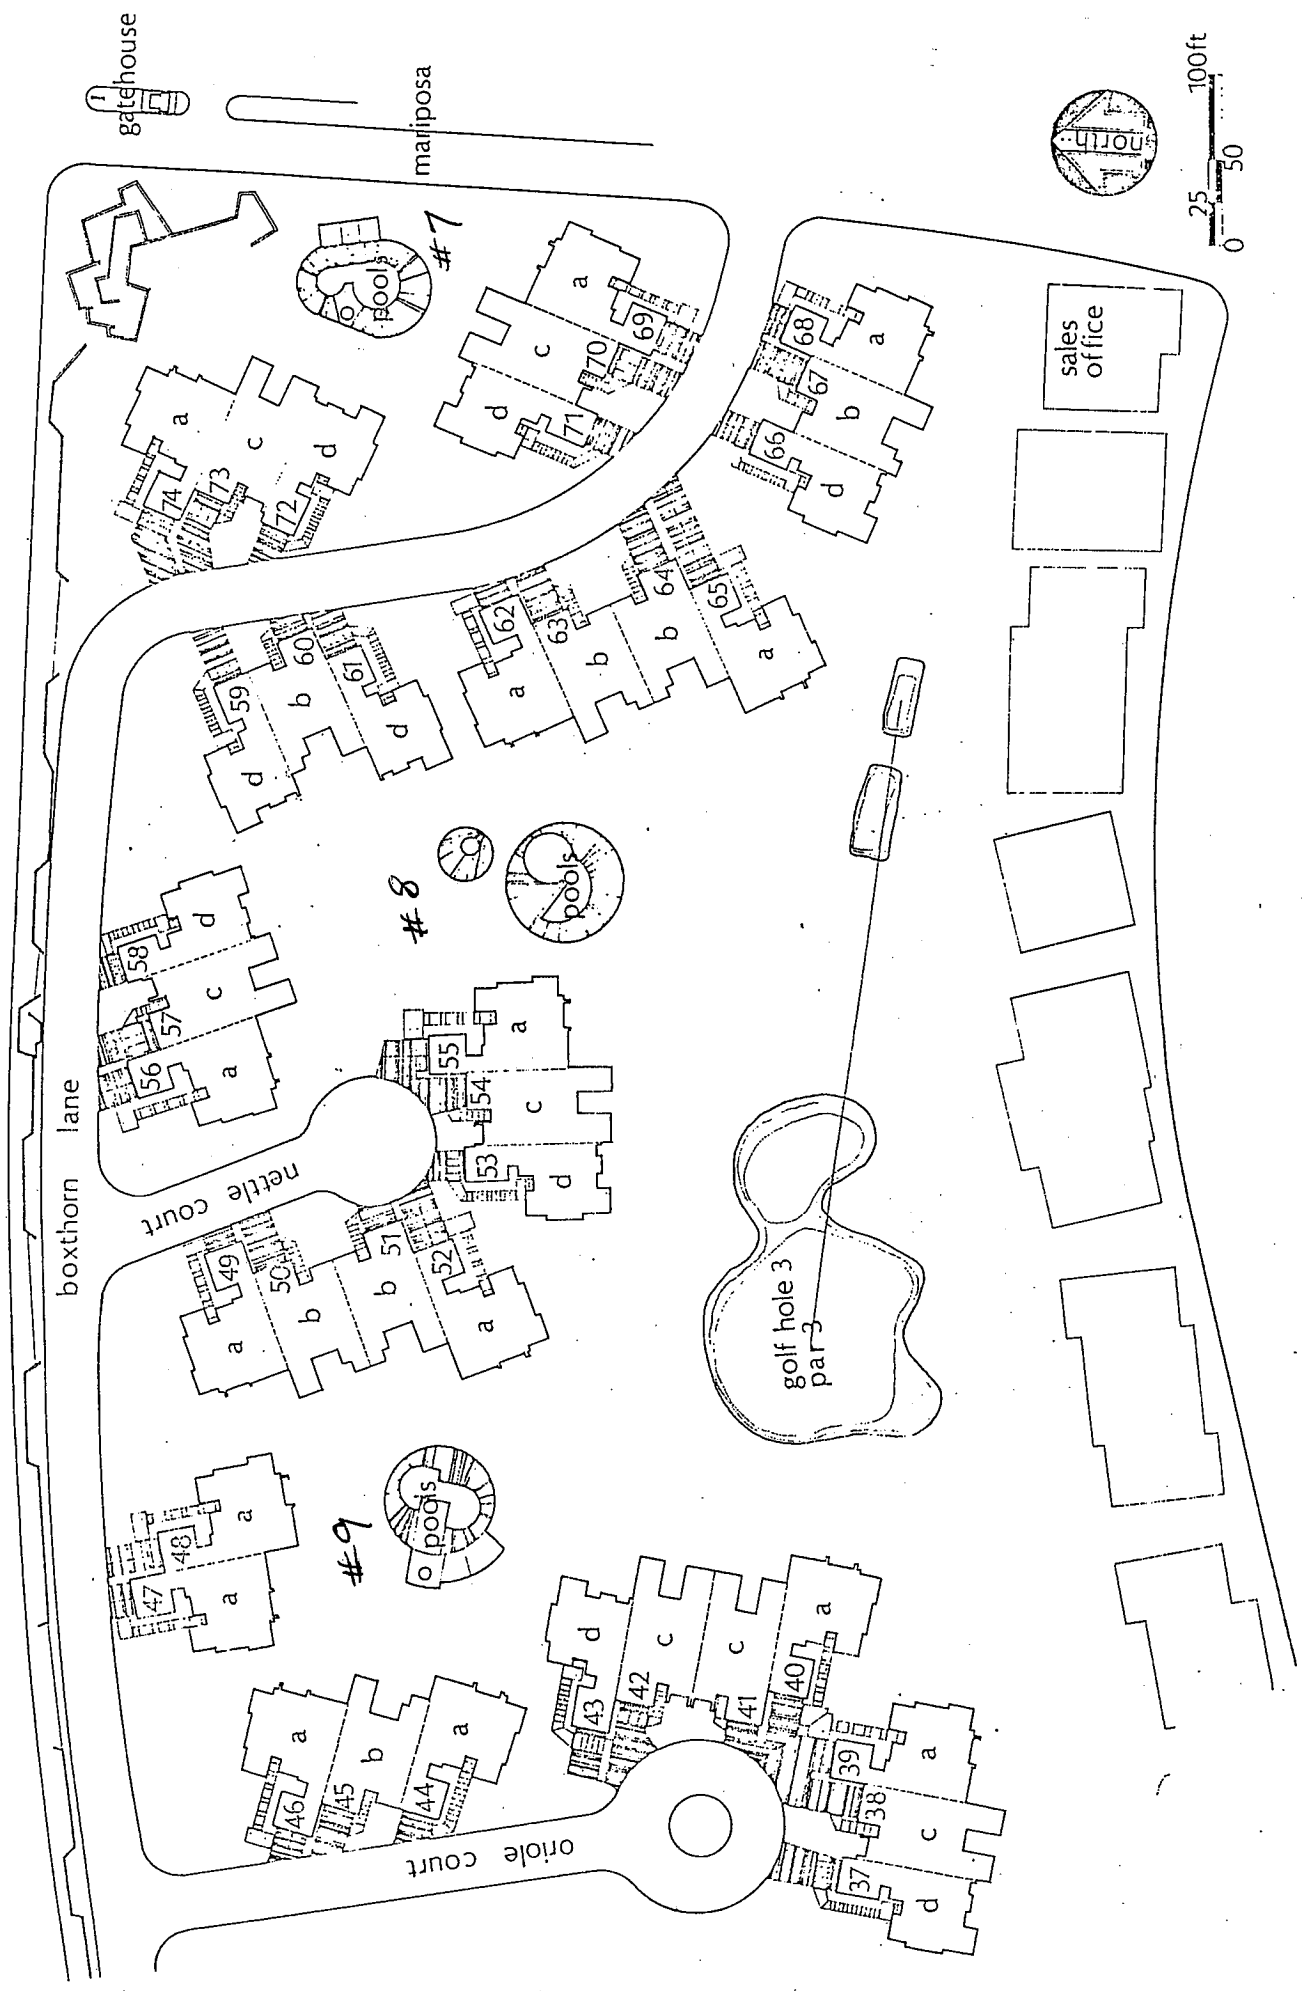 gatehouse
1
mariposa
north
100ft
50
25
0
#7
pools
a
c
d
69
70
71
a
c
d
74
73
72
68
67
66
a
b
d
sales
office
59
60
61
d
b
d
62
63
64
65
a
b
b
a
#8
pools
58
57
56
d
c
a
boxthorn lane
nettle court
55
54
53
a
c
d
49
50
51
52
a
b
b
a
golf hole 3
par 3
#9
pools
48
47
a
a
46
45
44
a
b
a
oriole court
43
42
41
40
d
c
c
a
39
38
37
a
c
d